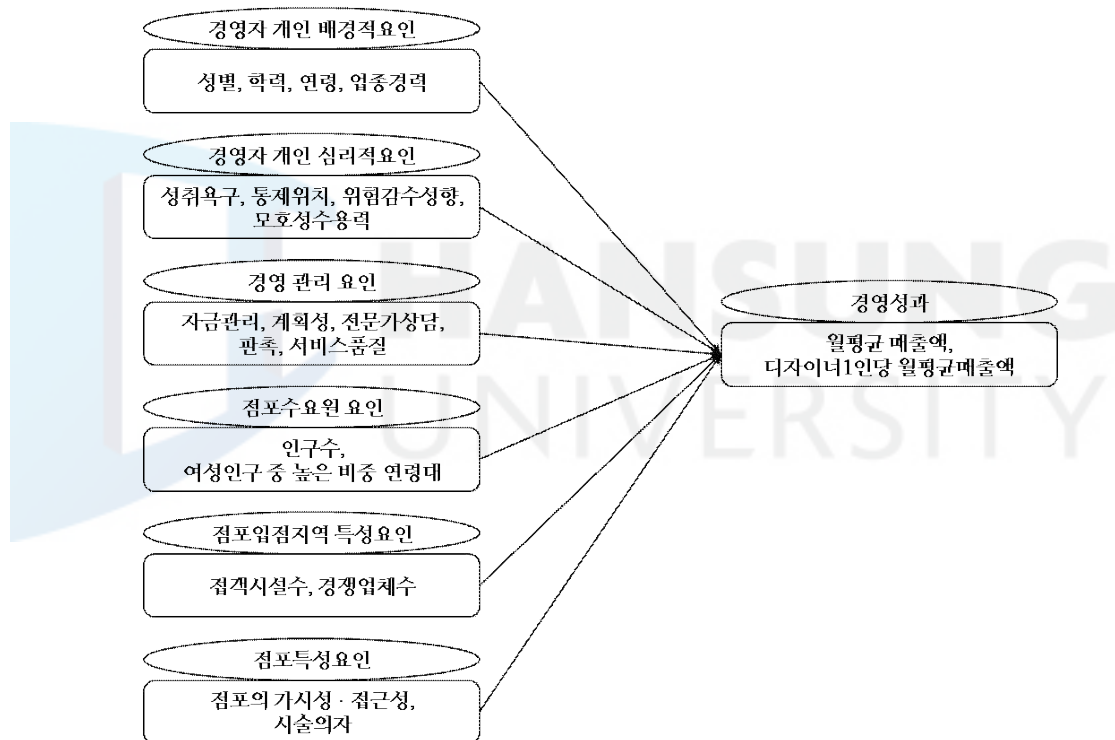 경영자 개인 배경적요인
성별, 학력, 연령, 업종경력
경영자 개인 심리적요인
성취욕구, 통제위치, 위험감수성향,
모호성수용력
경영 관리 요인
자금관리, 계획성, 전문가상담,
판촉, 서비스품질
점포수요원 요인
인구수,
여성인구 중 높은 비중 연령대
점포입점지역 특성요인
접객시설수, 경쟁업체수
점포특성요인
점포의 가시성 · 접근성,
시술의자
경영성과
월평균 매출액,
디자이너1인당 월평균매출액
HANSUNG
UNIVERSITY